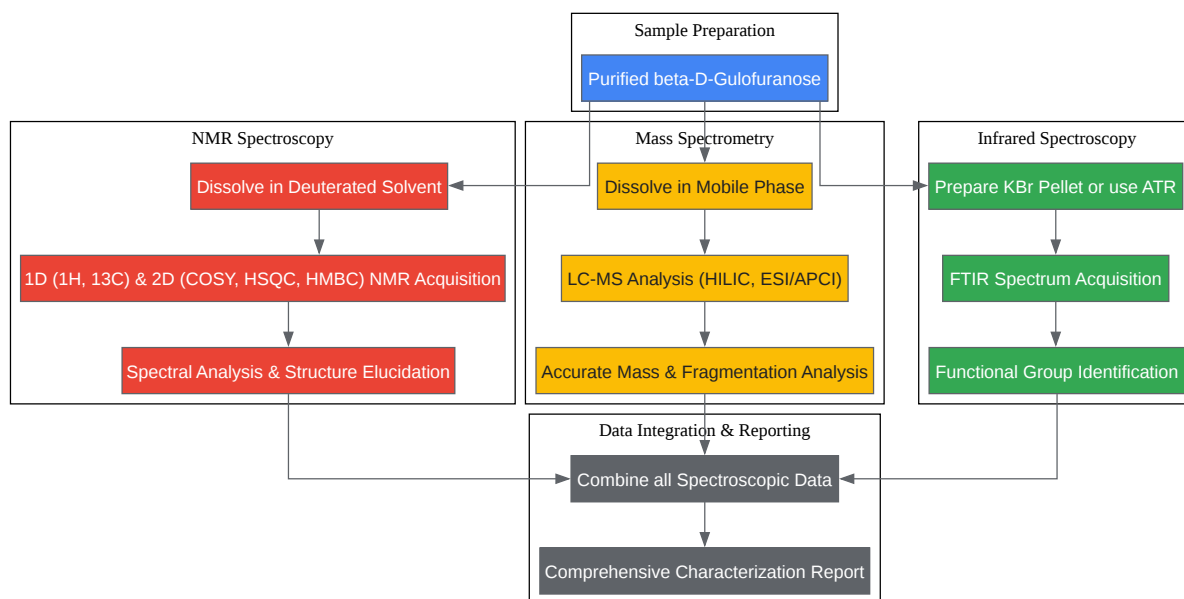 Sample Preparation
Purified beta-D-Gulofuranose
NMR Spectroscopy
Dissolve in Deuterated Solvent
1D (1H, 13C) & 2D (COSY, HSQC, HMBC) NMR Acquisition
Spectral Analysis & Structure Elucidation
Mass Spectrometry
Dissolve in Mobile Phase
LC-MS Analysis (HILIC, ESI/APCI)
Accurate Mass & Fragmentation Analysis
Infrared Spectroscopy
Prepare KBr Pellet or use ATR
FTIR Spectrum Acquisition
Functional Group Identification
Data Integration & Reporting
Combine all Spectroscopic Data
Comprehensive Characterization Report